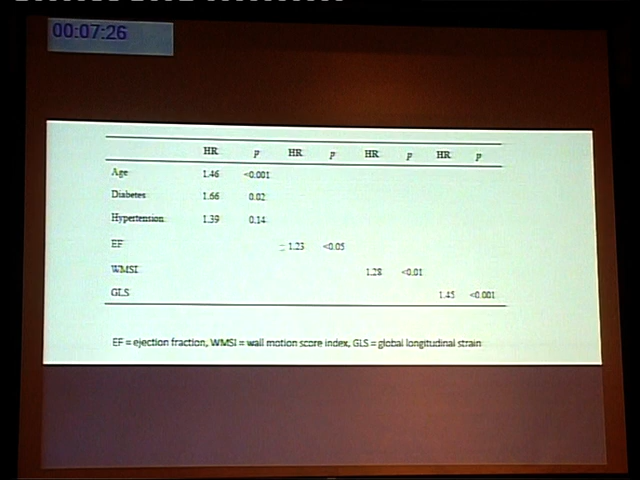 00:07:26
HR p HR p HR p HR p
Age 1.46 <0.001
Diabetes 1.66 0.02
Hypertention 1.39 0.14
EF 1.23 <0.05
WMSI 1.28 <0.01
GLS 1.45 <0.001
EF = ejection fraction, WMSI = wall motion score index, GLS = global longitudinal strain